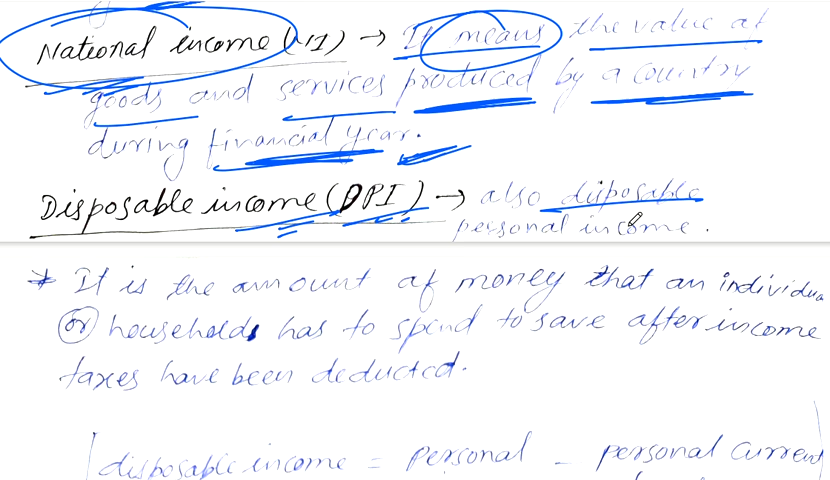 National income (NI) → It means the value of
goods and services produced by a country
during financial year.
Disposable income (DPI) → also disposable
personal income.
* It is the amount of money that an individual
(or) households has to spend to save after income
taxes have been deducted.
disposable income = Personal - personal current